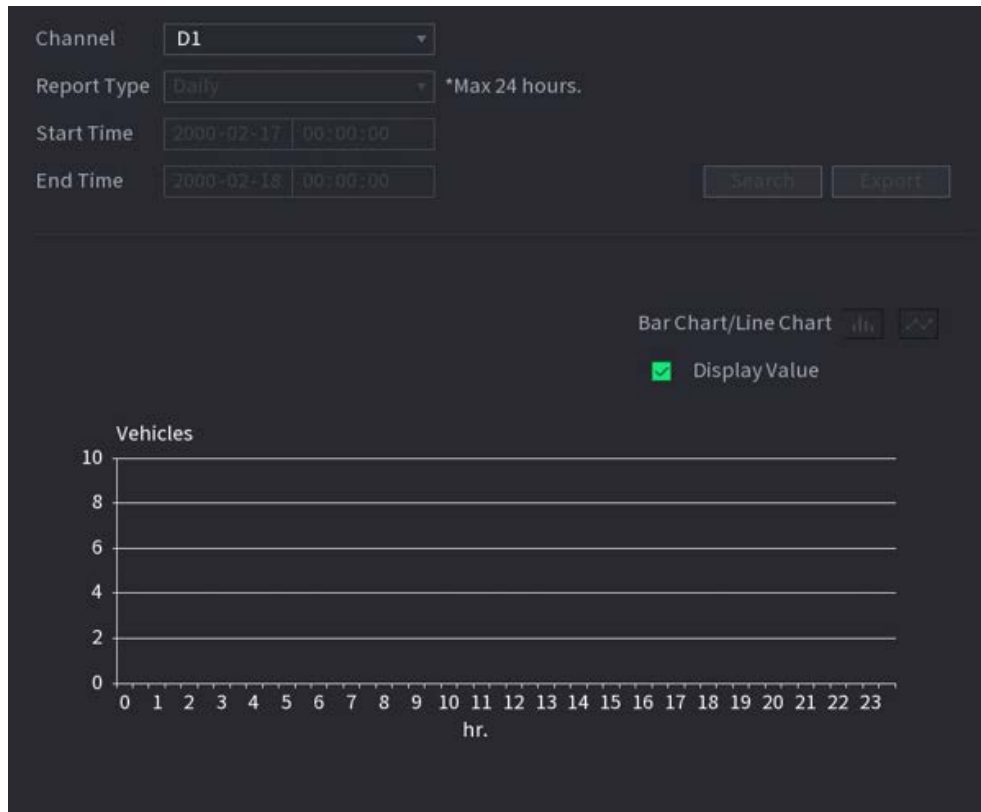 Channel D1
Report Type Daily *Max 24 hours.
Start Time 2000-02-17 00:00:00
End Time 2000-02-18 00:00:00
Search Export
Bar Chart/Line Chart
Display Value
Vehicles
10
8
6
4
2
0
0 1 2 3 4 5 6 7 8 9 10 11 12 13 14 15 16 17 18 19 20 21 22 23
hr.